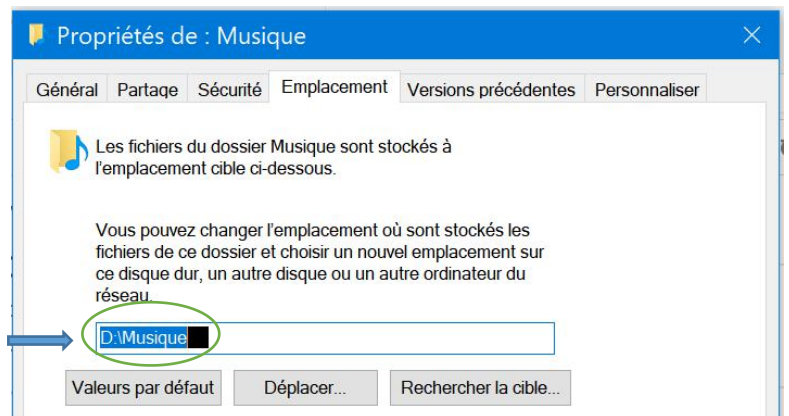 Propriétés de : Musique
Général Partage Sécurité Emplacement Versions précédentes Personnaliser
Les fichiers du dossier Musique sont stockés à
l'emplacement cible ci-dessous.
Vous pouvez changer l'emplacement où sont stockés les
fichiers de ce dossier et choisir un nouvel emplacement sur
ce disque dur, un autre disque ou un autre ordinateur du
réseau.
D:\Musique
Valeurs par défaut Déplacer... Rechercher la cible...